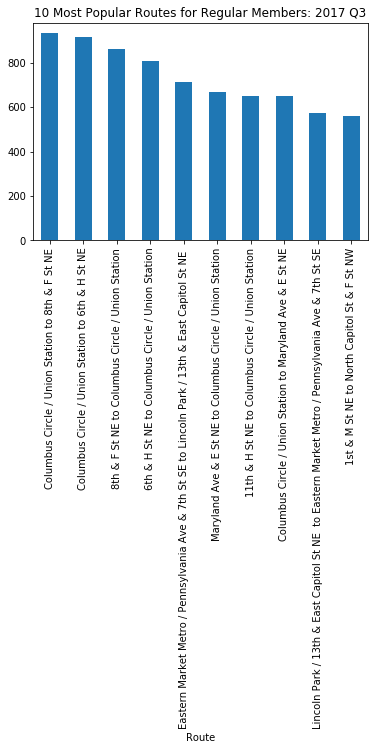 10 Most Popular Routes for Regular Members: 2017 Q3
800
600
400
200
0
Columbus Circle / Union Station to 8th & F St NE
Columbus Circle / Union Station to 6th & H St NE
8th & F St NE to Columbus Circle / Union Station
6th & H St NE to Columbus Circle / Union Station
Eastern Market Metro / Pennsylvania Ave & 7th St SE to Lincoln Park / 13th & East Capitol St NE
Maryland Ave & E St NE to Columbus Circle / Union Station
11th & H St NE to Columbus Circle / Union Station
Columbus Circle / Union Station to Maryland Ave & E St NE
Lincoln Park / 13th & East Capitol St NE  to Eastern Market Metro / Pennsylvania Ave & 7th St SE
1st & M St NE to North Capitol St & F St NW
Route